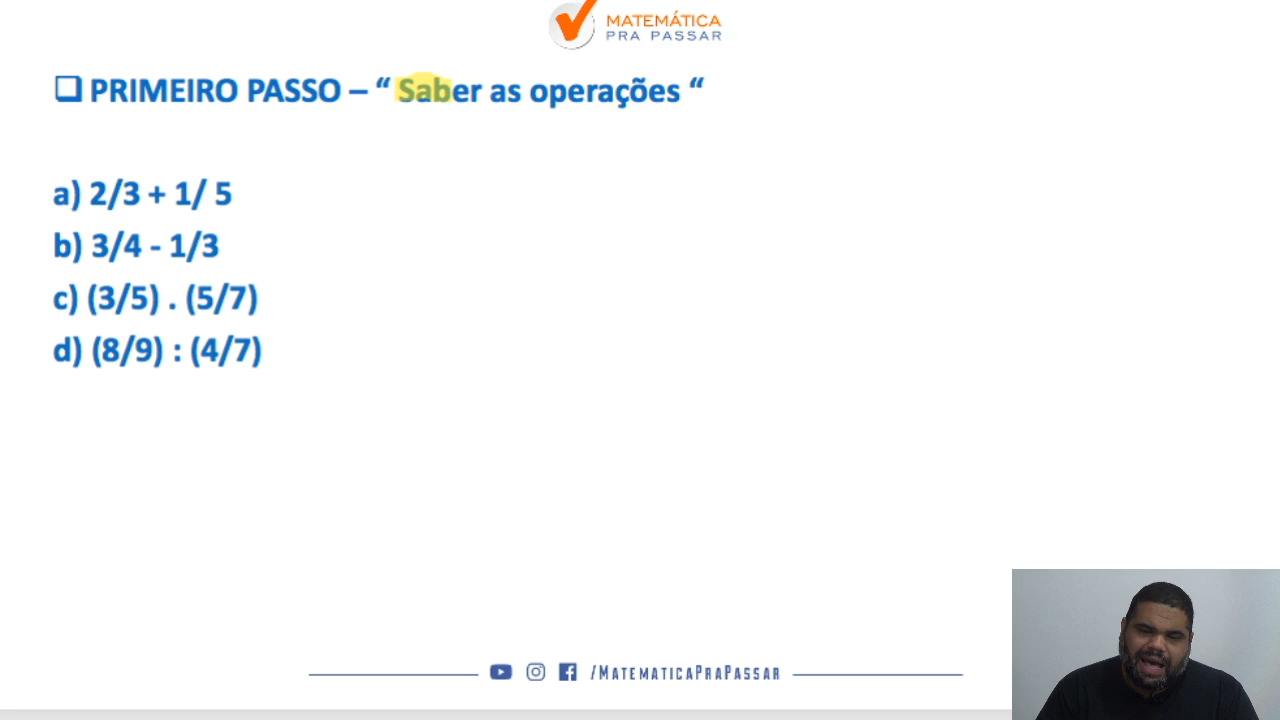 MATEMÁTICA
PRA PASSAR
❑ PRIMEIRO PASSO – “ Saber as operações “
a) 2/3 + 1/ 5
b) 3/4 - 1/3
c) (3/5) . (5/7)
d) (8/9) : (4/7)
/MATEMATICAPRAPASSAR